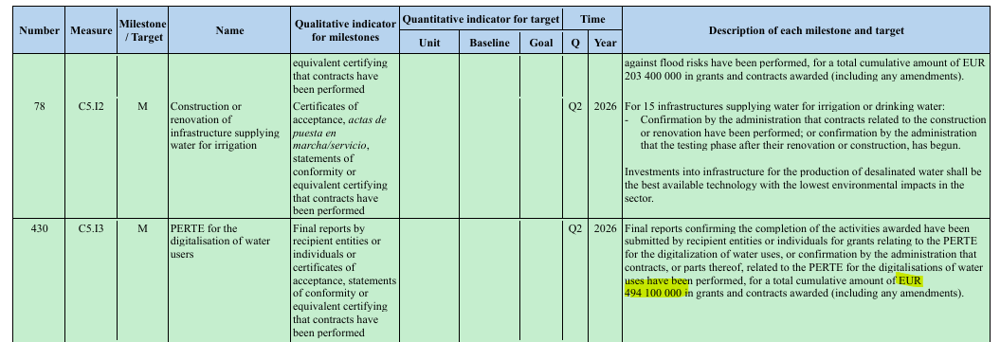 Number Measure Milestone / Target Name Qualitative indicator for milestones Quantitative indicator for target Time Description of each milestone and target
Unit Baseline Goal Q Year
equivalent certifying
that contracts have
been performed
against flood risks have been performed, for a total cumulative amount of EUR
203 400 000 in grants and contracts awarded (including any amendments).
78 C5.I2 M
Construction or
renovation of
infrastructure supplying
water for irrigation
Certificates of
acceptance, actas de
puesta en
marcha/servicio,
statements of
conformity or
equivalent certifying
that contracts have
been performed
Q2 2026
For 15 infrastructures supplying water for irrigation or drinking water:
- Confirmation by the administration that contracts related to the construction
or renovation have been performed; or confirmation by the administration
that the testing phase after their renovation or construction, has begun.
Investments into infrastructure for the production of desalinated water shall be
the best available technology with the lowest environmental impacts in the
sector.
430 C5.I3 M
PERTE for the
digitalisation of water
users
Final reports by
recipient entities or
individuals or
certificates of
acceptance, statements
of conformity or
equivalent certifying
that contracts have
been performed
Q2 2026
Final reports confirming the completion of the activities awarded have been
submitted by recipient entities or individuals for grants relating to the PERTE
for the digitalization of water uses, or confirmation by the administration that
contracts, or parts thereof, related to the PERTE for the digitalisations of water
uses have been performed, for a total cumulative amount of EUR
494 100 000 in grants and contracts awarded (including any amendments).